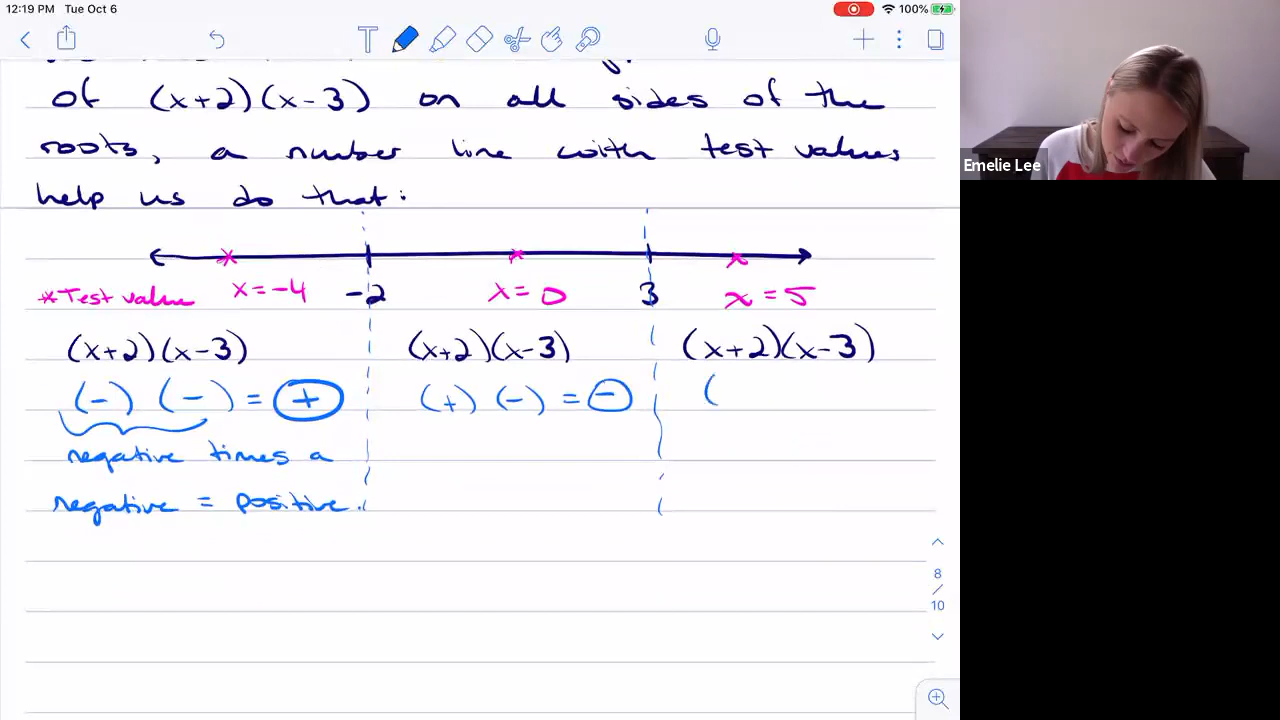 12:19 PM Tue Oct 6
100%
T
of (x+2)(x-3) on all sides of the
roots, a number line with test values
help us do that:
*Test value x=-4 -2 x=0 3 x=5
(x+2)(x-3) (x+2)(x-3) (x+2)(x-3)
(-) (-) = + (+) (-) = - (
negative times a
negative = positive.
8
/
10
Emelie Lee